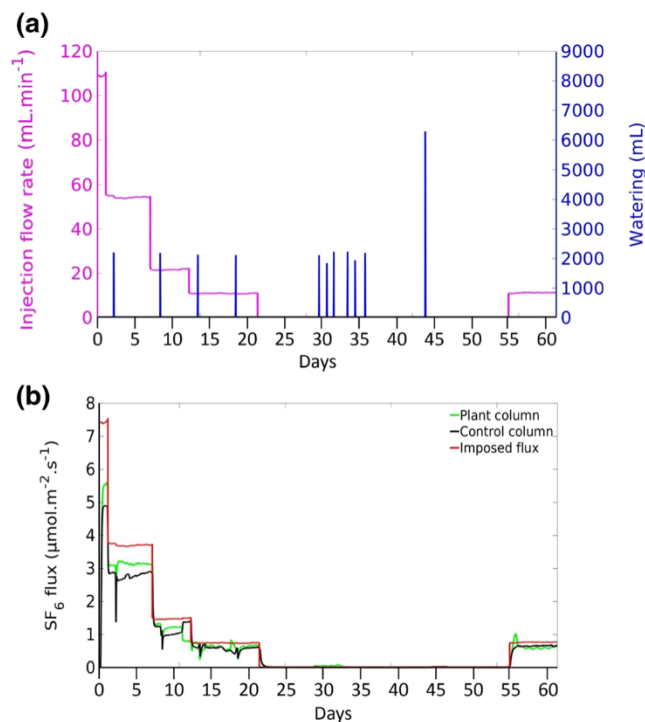 (a)
120
100
80
60
40
20
0
Injection flow rate (mL.min⁻¹)
9000
8000
7000
6000
5000
4000
3000
2000
1000
0
Watering (mL)
0 5 10 15 20 25 30 35 40 45 50 55 60
Days
(b)
8
7
6
5
4
3
2
1
0
SF₆ flux (µmol.m⁻².s⁻¹)
Plant column
Control column
Imposed flux
0 5 10 15 20 25 30 35 40 45 50 55 60
Days